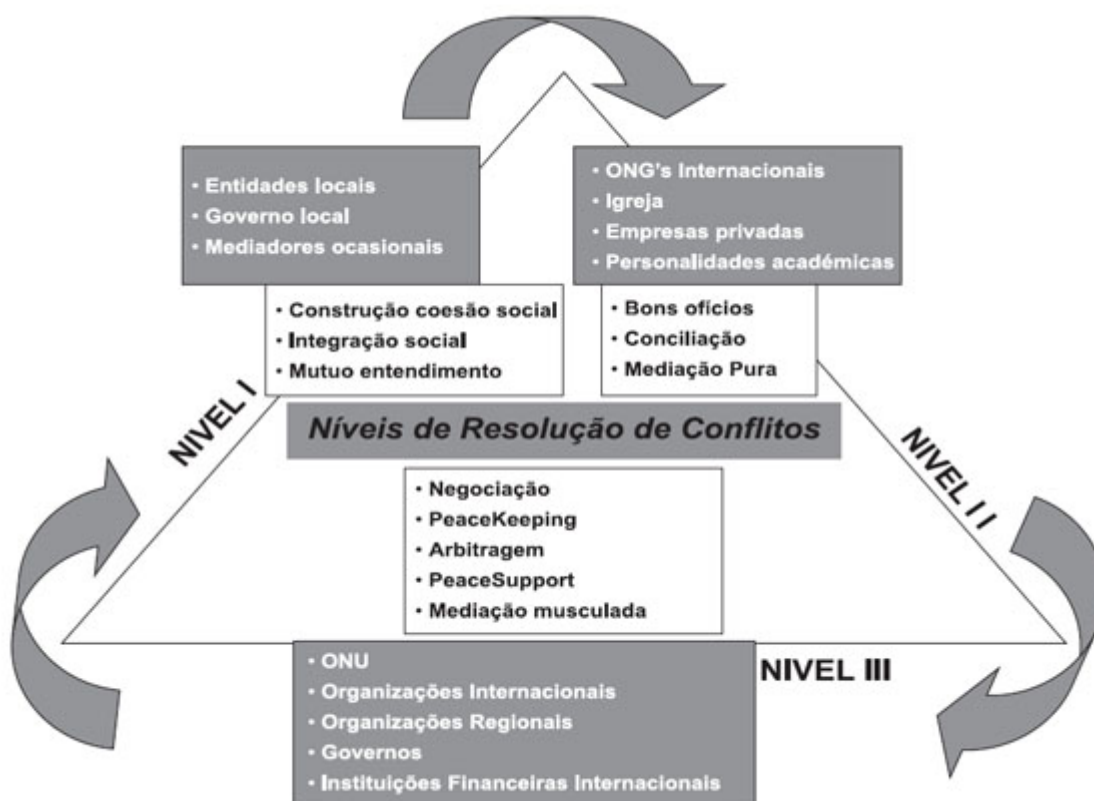 • Entidades locais
• Governo local
• Mediadores ocasionais
• ONG's Internacionais
• Igreja
• Empresas privadas
• Personalidades académicas
• Construção coesão social
• Integração social
• Mutuo entendimento
• Bons ofícios
• Conciliação
• Mediação Pura
NIVEL I
Níveis de Resolução de Conflitos
NIVEL I I
• Negociação
• PeaceKeeping
• Arbitragem
• PeaceSupport
• Mediação musculada
NIVEL III
• ONU
• Organizações Internacionais
• Organizações Regionais
• Governos
• Instituições Financeiras Internacionais